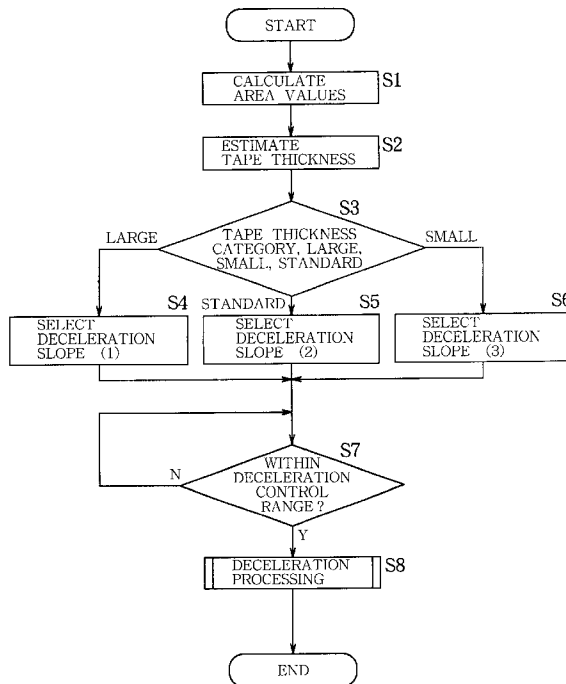 START
CALCULATE
AREA VALUES
S1
ESTIMATE
TAPE THICKNESS
S2
S3
TAPE THICKNESS
CATEGORY, LARGE,
SMALL, STANDARD
LARGE
SMALL
STANDARD
S4
SELECT
DECELERATION
SLOPE (1)
S5
SELECT
DECELERATION
SLOPE (2)
S6
SELECT
DECELERATION
SLOPE (3)
S7
WITHIN
DECELERATION
CONTROL
RANGE?
N
Y
DECELERATION
PROCESSING
S8
END